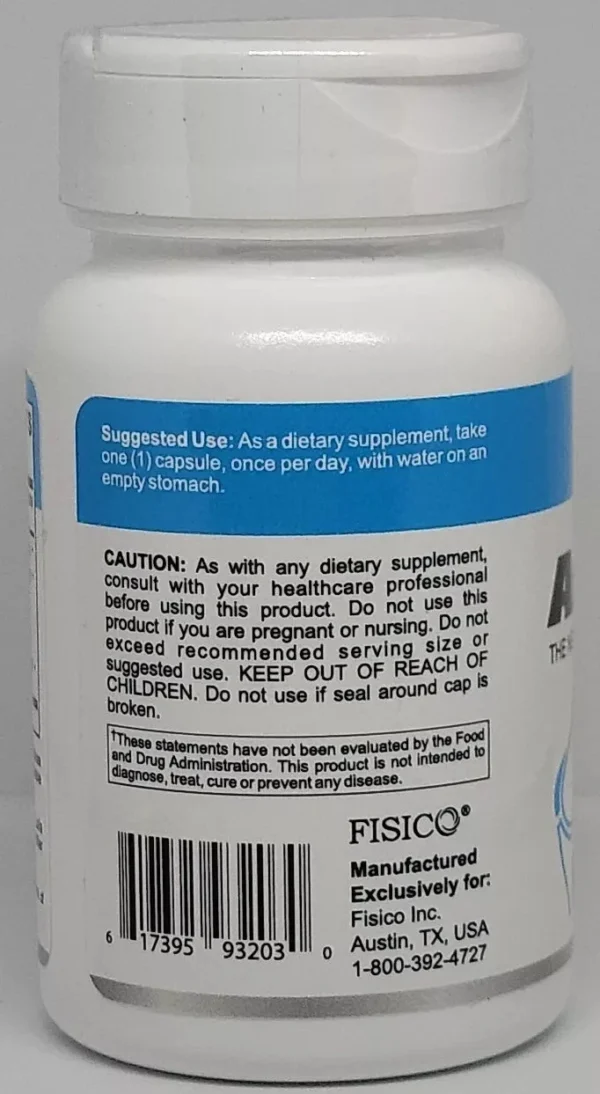 Suggested Use: As a dietary supplement, take
one (1) capsule, once per day, with water on an
empty stomach.
CAUTION: As with any dietary supplement,
consult with your healthcare professional
before using this product. Do not use this
product if you are pregnant or nursing. Do not
exceed recommended serving size or
suggested use. KEEP OUT OF REACH OF
CHILDREN. Do not use if seal around cap is
broken.
†These statements have not been evaluated by the Food
and Drug Administration. This product is not intended to
diagnose, treat, cure or prevent any disease.
FISICO®
Manufactured
Exclusively for:
Fisico Inc.
Austin, TX, USA
1-800-392-4727
6 17395 93203 0
A
THE